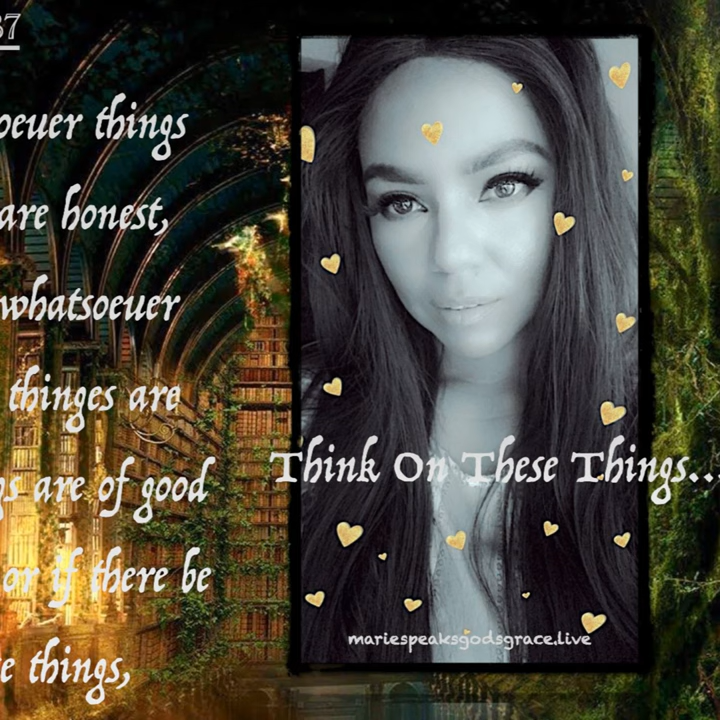 37
oeuer things
are honest,
whatsoeuer
thinges are
gs are of good
or if there be
e things,
Think On These Things...
mariespeaksgodsgrace.live